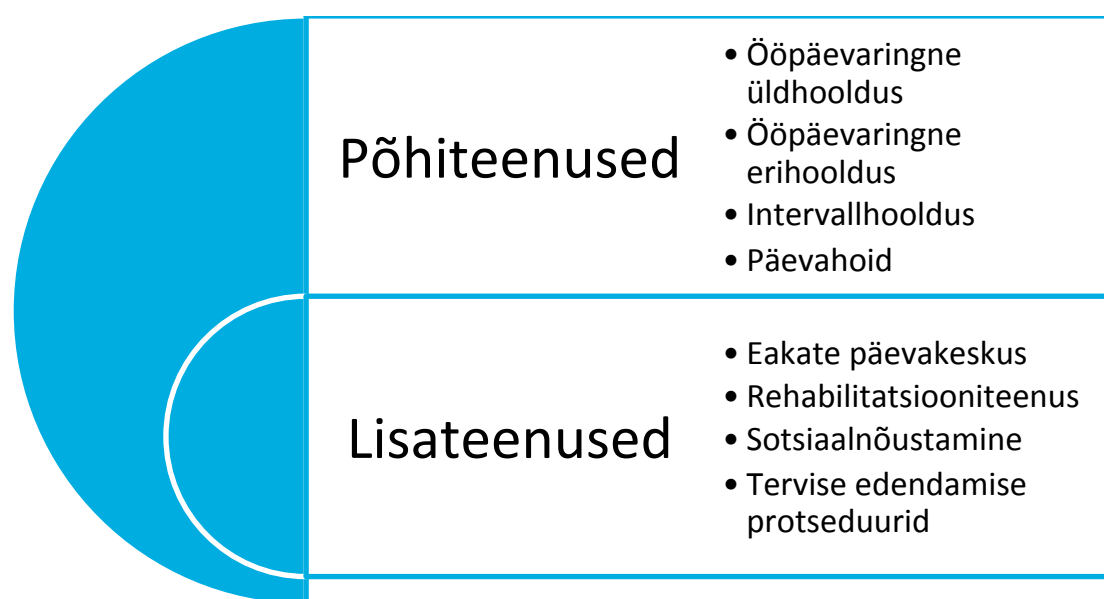 Põhiteenused
• Ööpäevaringne
üldhooldus
• Ööpäevaringne
erihooldus
• Intervallhooldus
• Päevahoid
Lisateenused
• Eakate päevakeskus
• Rehabilitatsiooniteenus
• Sotsiaalnõustamine
• Tervise edendamise
protseduurid